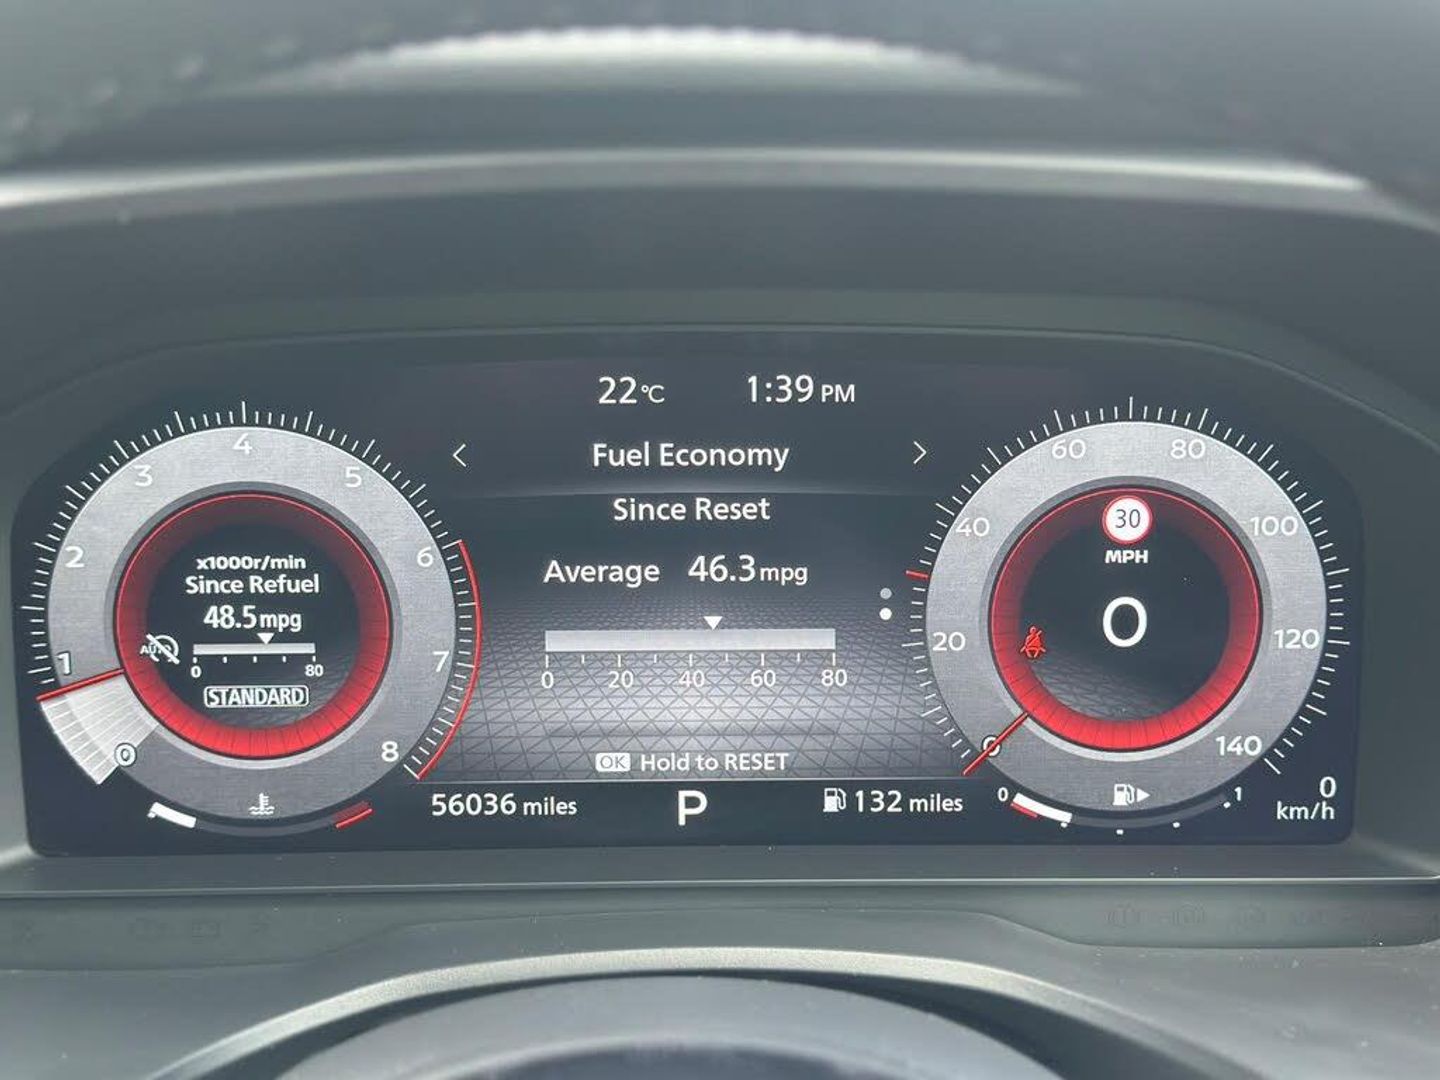 22°C 1:39 PM
< Fuel Economy >
Since Reset
Average 46.3 mpg
0 20 40 60 80
OK Hold to RESET
56036 miles P 132 miles
0 1 2 3 4 5 6 7 8
x1000r/min
Since Refuel
48.5 mpg
AUTO
0 80
STANDARD
0 20 40 60 80 100 120 140
30
MPH
0
0 1
0
km/h